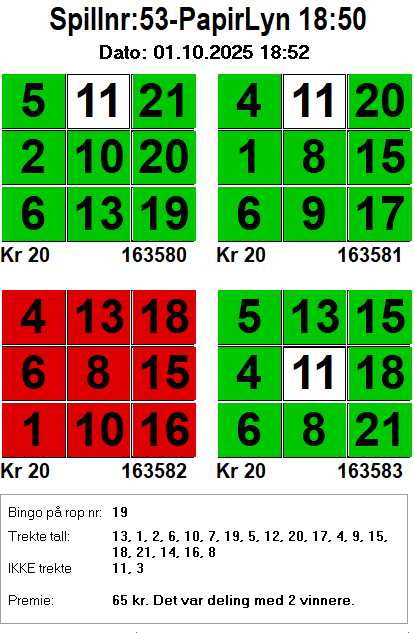 Spillnr:53-PapirLyn 18:50
Dato: 01.10.2025 18:52
5 11 21 4 11 20
2 10 20 1 8 15
6 13 19 6 9 17
Kr 20 163580 Kr 20 163581
4 13 18 5 13 15
6 8 15 4 11 18
1 10 16 6 8 21
Kr 20 163582 Kr 20 163583
Bingo på rop nr: 19
Trekte tall: 13, 1, 2, 6, 10, 7, 19, 5, 12, 20, 17, 4, 9, 15,
18, 21, 14, 16, 8
IKKE trekte 11, 3
Premie: 65 kr. Det var deling med 2 vinnere.